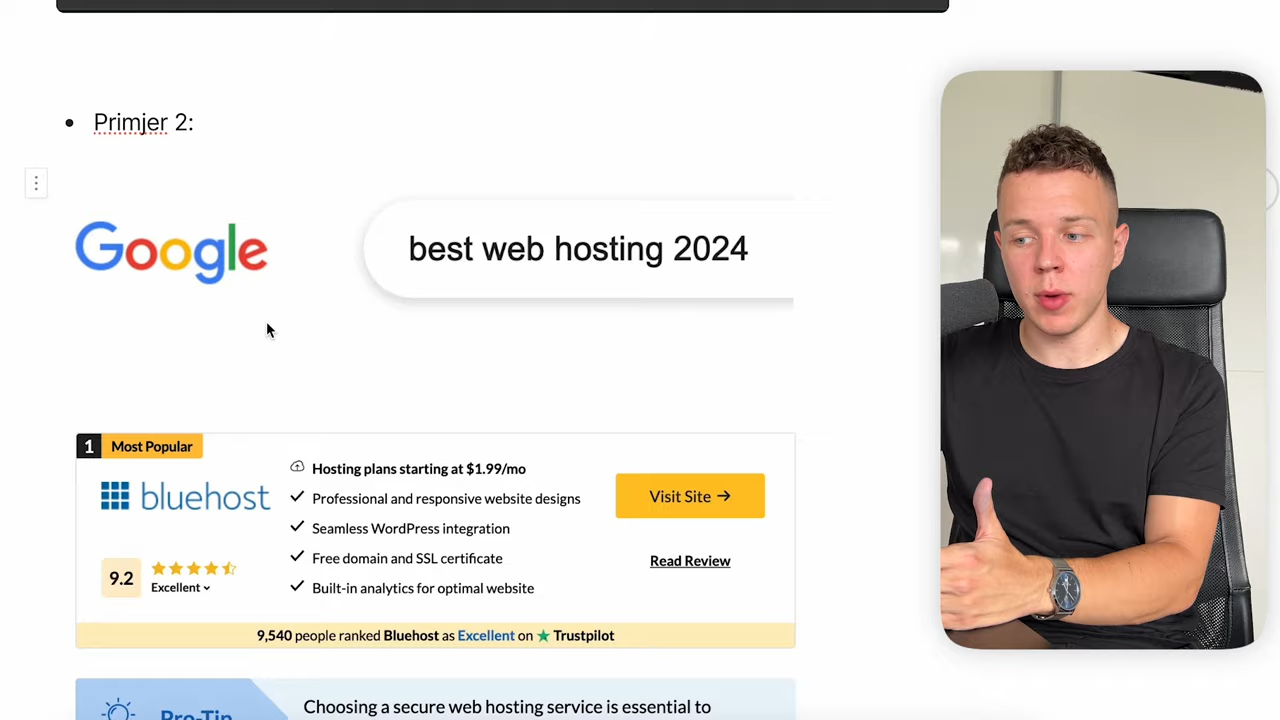 Primjer 2:
Google
best web hosting 2024
1 Most Popular
bluehost
9.2
Excellent
Hosting plans starting at $1.99/mo
Professional and responsive website designs
Seamless WordPress integration
Free domain and SSL certificate
Built-in analytics for optimal website
Visit Site →
Read Review
9,540 people ranked Bluehost as Excellent on ★ Trustpilot
Pro-Tip
Choosing a secure web hosting service is essential to